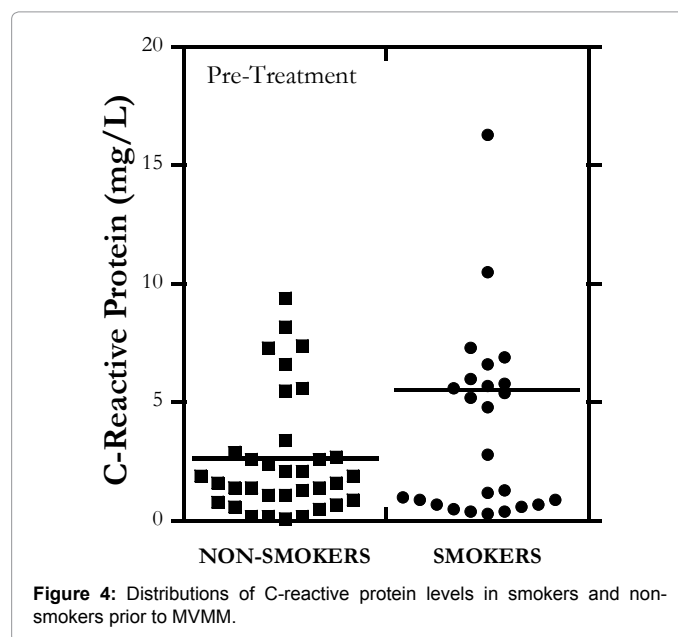 20
Pre-Treatment
15
10
5
0
C-Reactive Protein (mg/L)
NON-SMOKERS SMOKERS
Figure 4: Distributions of C-reactive protein levels in smokers and non-
smokers prior to MVMM.